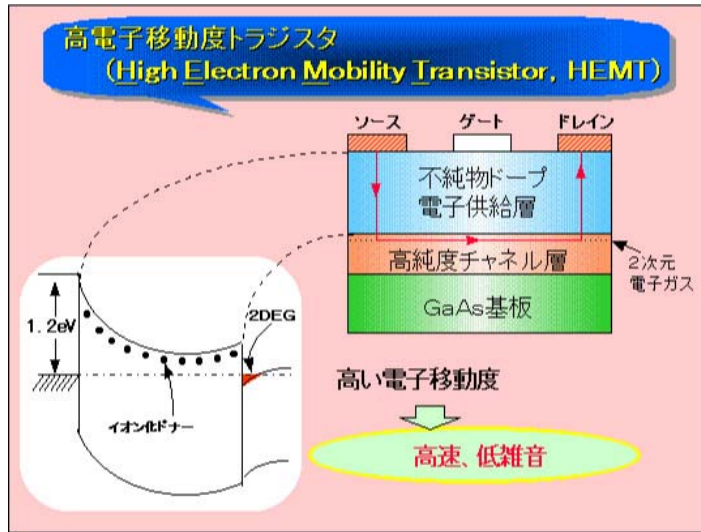 高電子移動度トラジスタ
(High Electron Mobility Transistor, HEMT)
ソース
ゲート
ドレイン
不純物ドープ
電子供給層
高純度チャネル層
2次元
電子ガス
GaAs基板
1.2eV
2DEG
イオン化ドナー
高い電子移動度
高速、低雑音